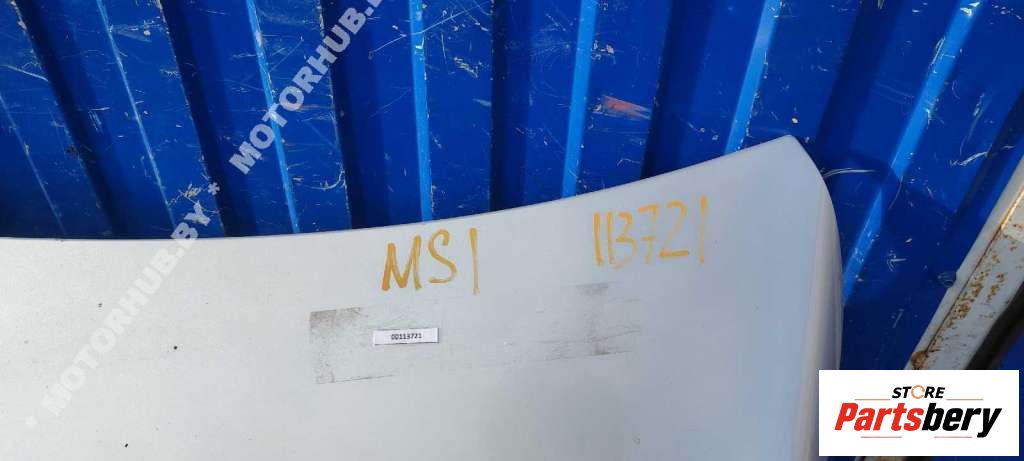 * MOTORHUB.BY * MOTORHUB.BY *
MS1
113721
00113721
STORE
Partsbery